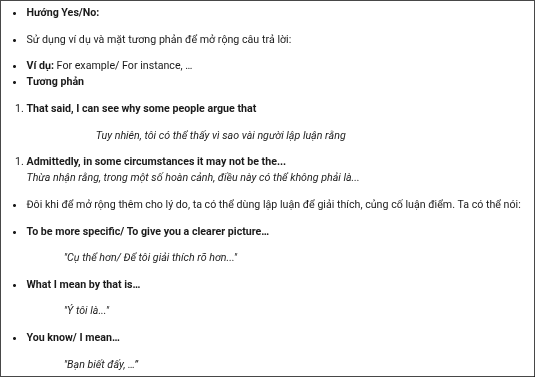 • Hướng Yes/No:
• Sử dụng ví dụ và mặt tương phản để mở rộng câu trả lời:
• Ví dụ: For example/ For instance, …
• Tương phản
1. That said, I can see why some people argue that
Tuy nhiên, tôi có thể thấy vì sao vài người lập luận rằng
1. Admittedly, in some circumstances it may not be the...
Thừa nhận rằng, trong một số hoàn cảnh, điều này có thể không phải là...
• Đôi khi để mở rộng thêm cho lý do, ta có thể dùng lập luận để giải thích, củng cố luận điểm. Ta có thể nói:
• To be more specific/ To give you a clearer picture…
"Cụ thể hơn/ Để tôi giải thích rõ hơn..."
• What I mean by that is…
"Ý tôi là..."
• You know/ I mean…
"Bạn biết đấy, …"